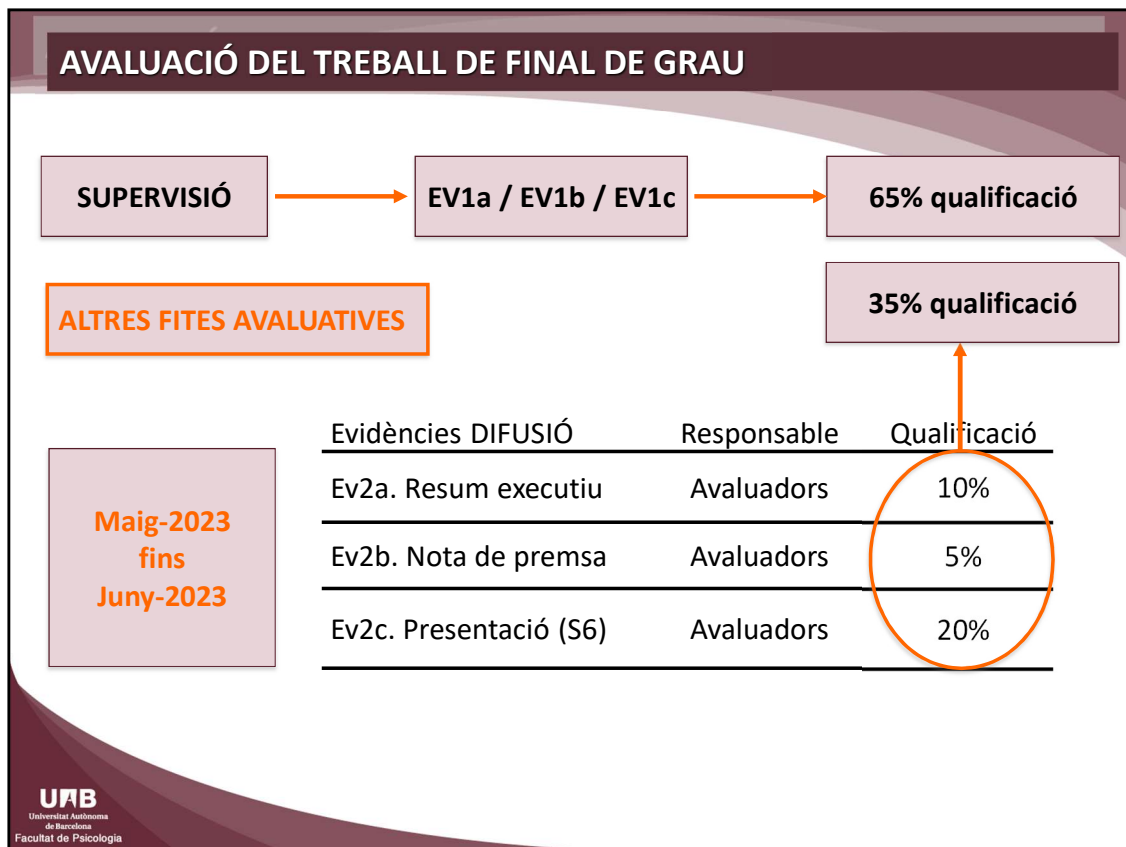 AVALUACIÓ DEL TREBALL DE FINAL DE GRAU
SUPERVISIÓ
EV1a / EV1b / EV1c
65% qualificació
35% qualificació
ALTRES FITES AVALUATIVES
Maig-2023
fins
Juny-2023
Evidències DIFUSIÓ Responsable Qualificació
Ev2a. Resum executiu Avaluadors 10%
Ev2b. Nota de premsa Avaluadors 5%
Ev2c. Presentació (S6) Avaluadors 20%
UAB
Universitat Autònoma
de Barcelona
Facultat de Psicologia